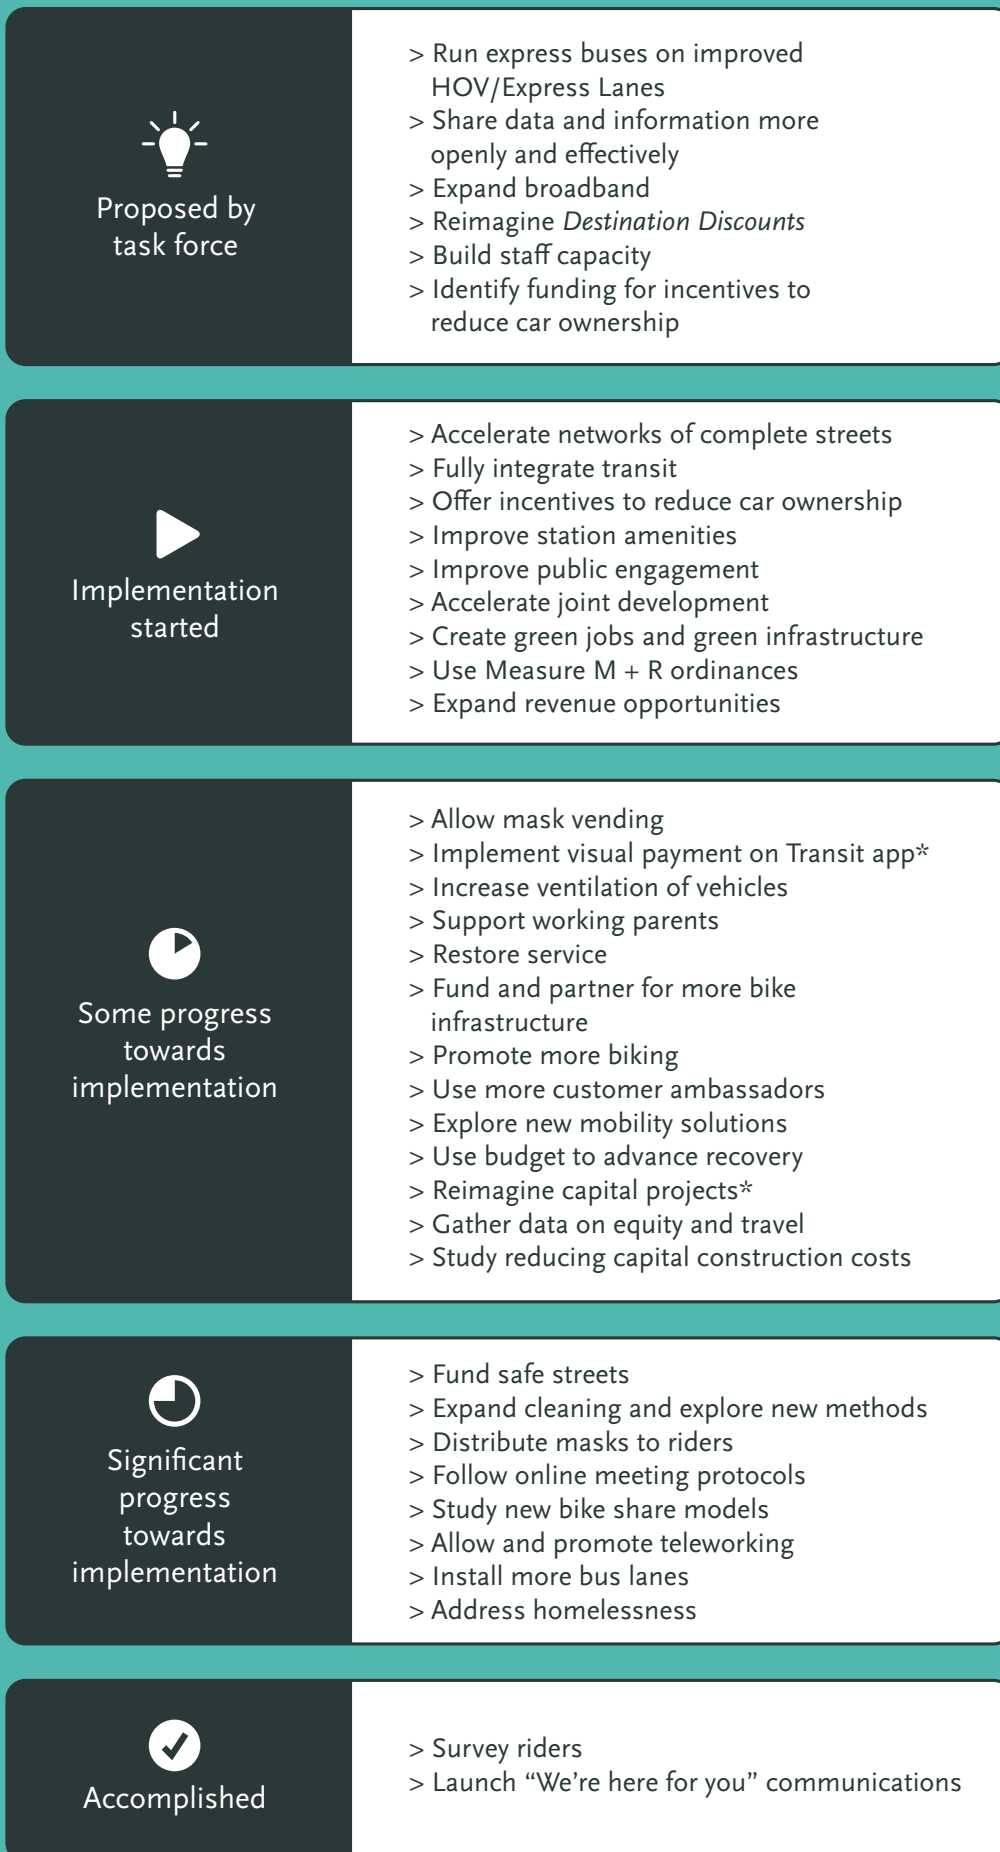 Proposed by
task force
> Run express buses on improved
HOV/Express Lanes
> Share data and information more
openly and effectively
> Expand broadband
> Reimagine Destination Discounts
> Build staff capacity
> Identify funding for incentives to
reduce car ownership
Implementation
started
> Accelerate networks of complete streets
> Fully integrate transit
> Offer incentives to reduce car ownership
> Improve station amenities
> Improve public engagement
> Accelerate joint development
> Create green jobs and green infrastructure
> Use Measure M + R ordinances
> Expand revenue opportunities
Some progress
towards
implementation
> Allow mask vending
> Implement visual payment on Transit app*
> Increase ventilation of vehicles
> Support working parents
> Restore service
> Fund and partner for more bike
infrastructure
> Promote more biking
> Use more customer ambassadors
> Explore new mobility solutions
> Use budget to advance recovery
> Reimagine capital projects*
> Gather data on equity and travel
> Study reducing capital construction costs
Significant
progress
towards
implementation
> Fund safe streets
> Expand cleaning and explore new methods
> Distribute masks to riders
> Follow online meeting protocols
> Study new bike share models
> Allow and promote teleworking
> Install more bus lanes
> Address homelessness
Accomplished
> Survey riders
> Launch “We’re here for you” communications